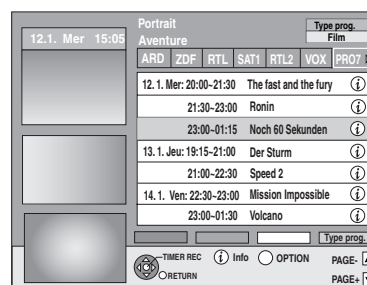 Portrait
Type prog.
12.1. Mer 15:05
Aventure
Film
ARD ZDF RTL SAT1 RTL2 VOX PRO7
12. 1. Mer: 20:00~21:30 The fast and the fury
21:30~23:00 Ronin
23:00~01:15 Noch 60 Sekunden
13. 1. Jeu: 19:15~21:00 Der Sturm
21:00~22:30 Speed 2
14. 1. Ven: 22:30~23:00 Mission Impossible
23:00~01:30 Volcano
Type prog.
TIMER REC i Info OPTION PAGE-
RETURN PAGE+